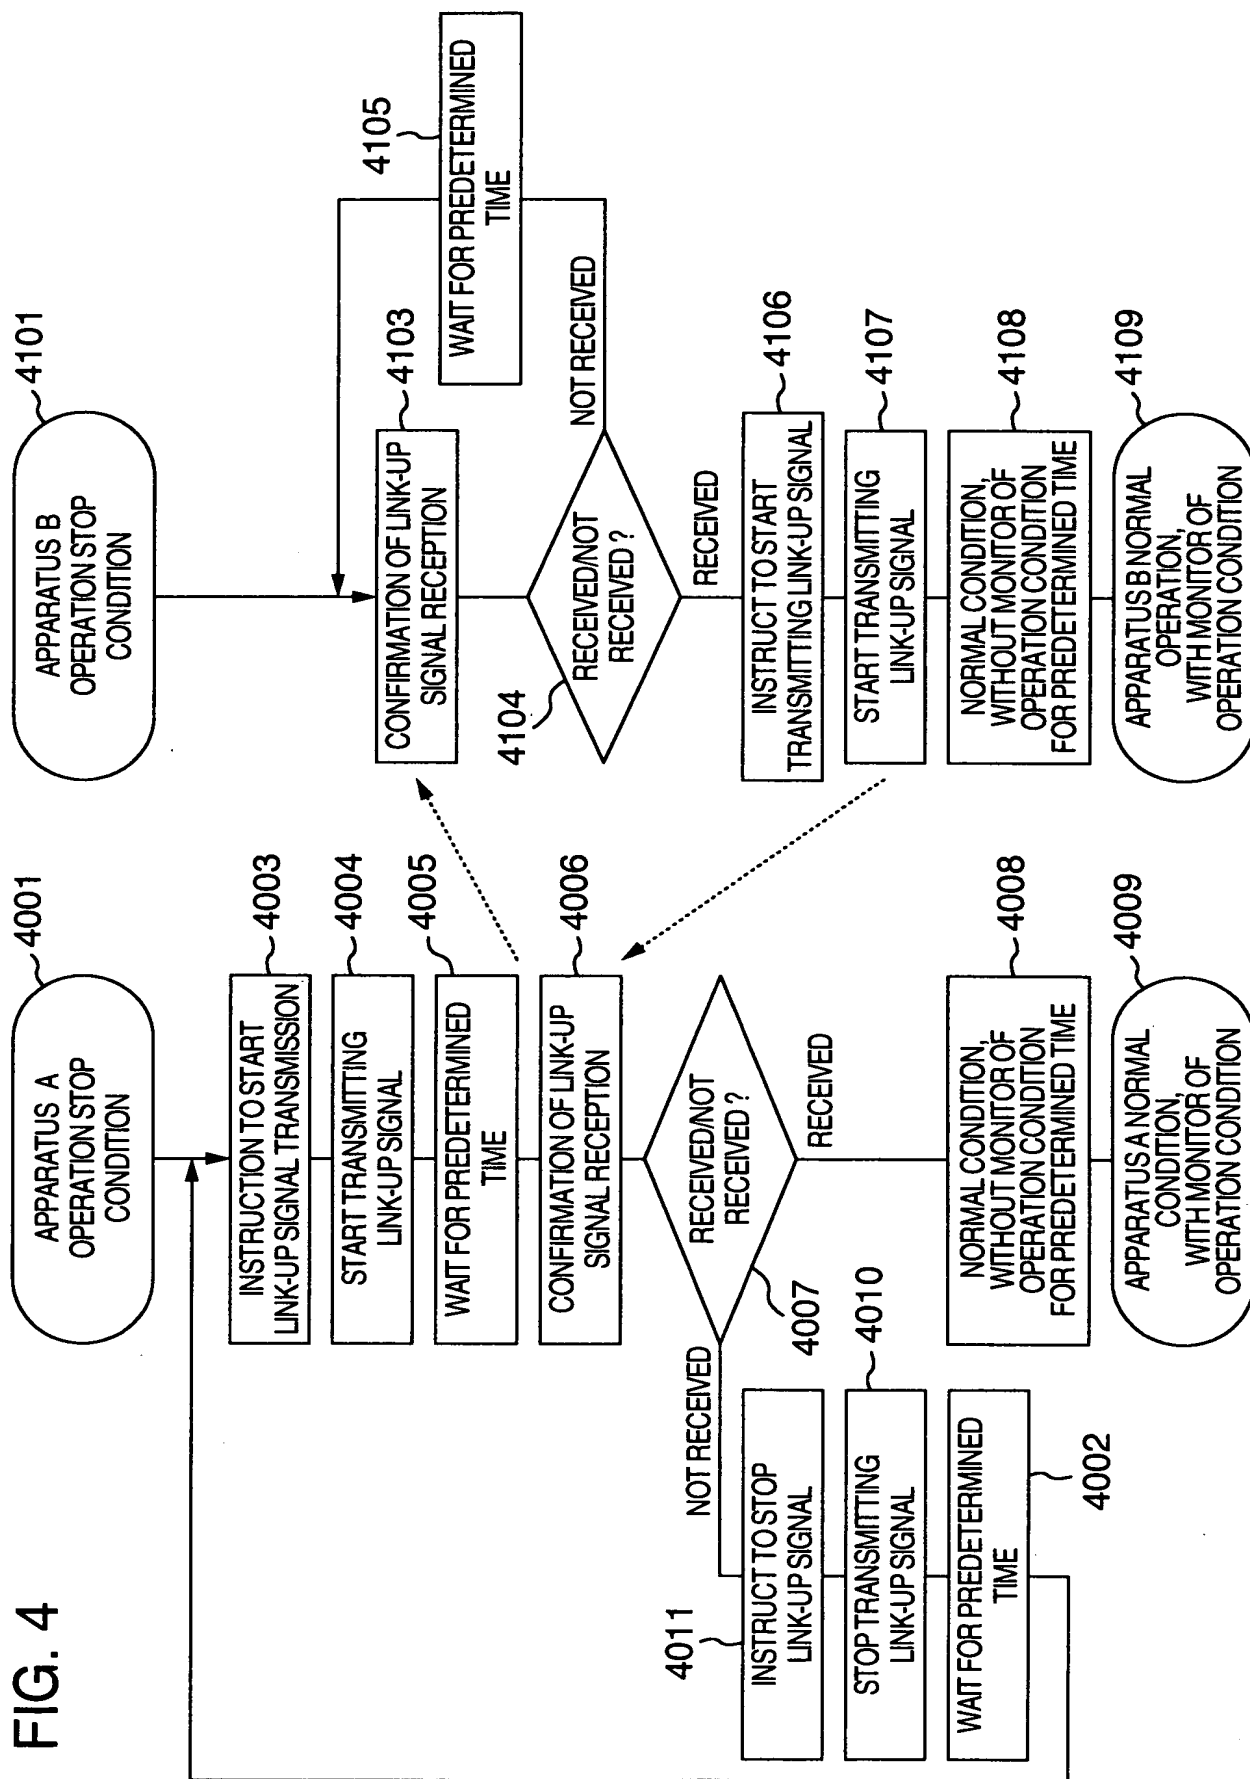 FIG. 4
4001
APPARATUS A
OPERATION STOP
CONDITION
4003
INSTRUCTION TO START
LINK-UP SIGNAL TRANSMISSION
4004
START TRANSMITTING
LINK-UP SIGNAL
4005
WAIT FOR PREDETERMINED
TIME
4006
CONFIRMATION OF LINK-UP
SIGNAL RECEPTION
RECEIVED/NOT
RECEIVED ?
4007
NOT RECEIVED
RECEIVED
4011
INSTRUCT TO STOP
LINK-UP SIGNAL
4010
STOP TRANSMITTING
LINK-UP SIGNAL
WAIT FOR PREDETERMINED
TIME
4002
4008
NORMAL CONDITION,
WITHOUT MONITOR OF
OPERATION CONDITION
FOR PREDETERMINED TIME
4009
APPARATUS A NORMAL
CONDITION,
WITH MONITOR OF
OPERATION CONDITION
4101
APPARATUS B
OPERATION STOP
CONDITION
4103
CONFIRMATION OF LINK-UP
SIGNAL RECEPTION
4105
WAIT FOR PREDETERMINED
TIME
4104
RECEIVED/NOT
RECEIVED ?
NOT RECEIVED
RECEIVED
4106
INSTRUCT TO START
TRANSMITTING LINK-UP SIGNAL
4107
START TRANSMITTING
LINK-UP SIGNAL
4108
NORMAL CONDITION,
WITHOUT MONITOR OF
OPERATION CONDITION
FOR PREDETERMINED TIME
4109
APPARATUS B NORMAL
OPERATION,
WITH MONITOR OF
OPERATION CONDITION